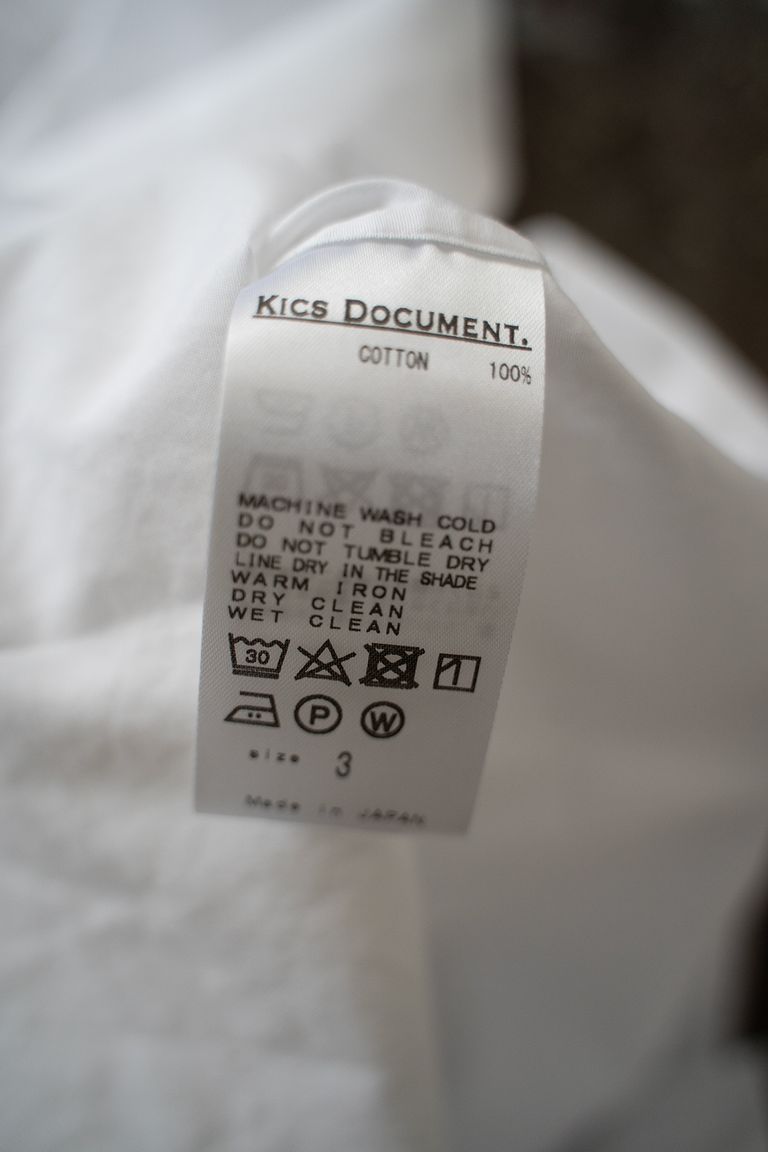 KICS DOCUMENT.
COTTON 100%
MACHINE WASH COLD
DO NOT BLEACH
DO NOT TUMBLE DRY
LINE DRY IN THE SHADE
WARM IRON
DRY CLEAN
WET CLEAN
30
P W
size 3
Made in JAPAN